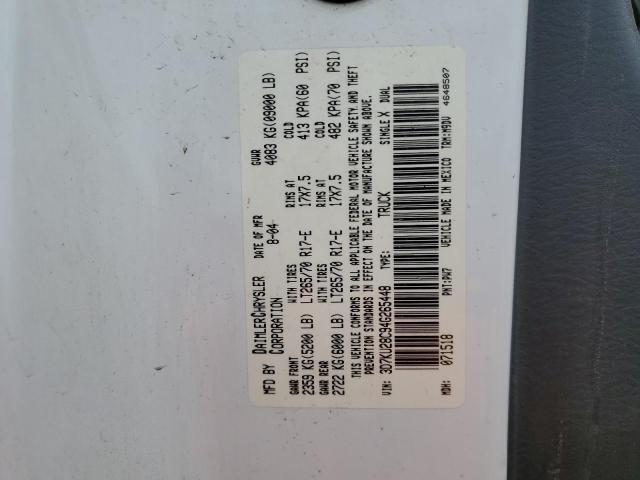 MFD BY DAIMLERCHRYSLER CORPORATION DATE OF MFR 8-04 GVWR 4083 KG(09000 LB)
GAWR FRONT WITH TIRES RIMS AT COLD
2359 KG(5200 LB) LT265/70 R17-E 17X7.5 413 KPA(60 PSI)
GAWR REAR WITH TIRES RIMS AT COLD
2722 KG(6000 LB) LT265/70 R17-E 17X7.5 482 KPA(70 PSI)
THIS VEHICLE CONFORMS TO ALL APPLICABLE FEDERAL MOTOR VEHICLE SAFETY AND THEFT
PREVENTION STANDARDS IN EFFECT ON THE DATE OF MANUFACTURE SHOWN ABOVE.
VIN: 3D7KU28C94G265448 TYPE: TRUCK SINGLE X DUAL
MDH: 071518 PNT:PW7 VEHICLE MADE IN MEXICO TRM:M9DV 4648507